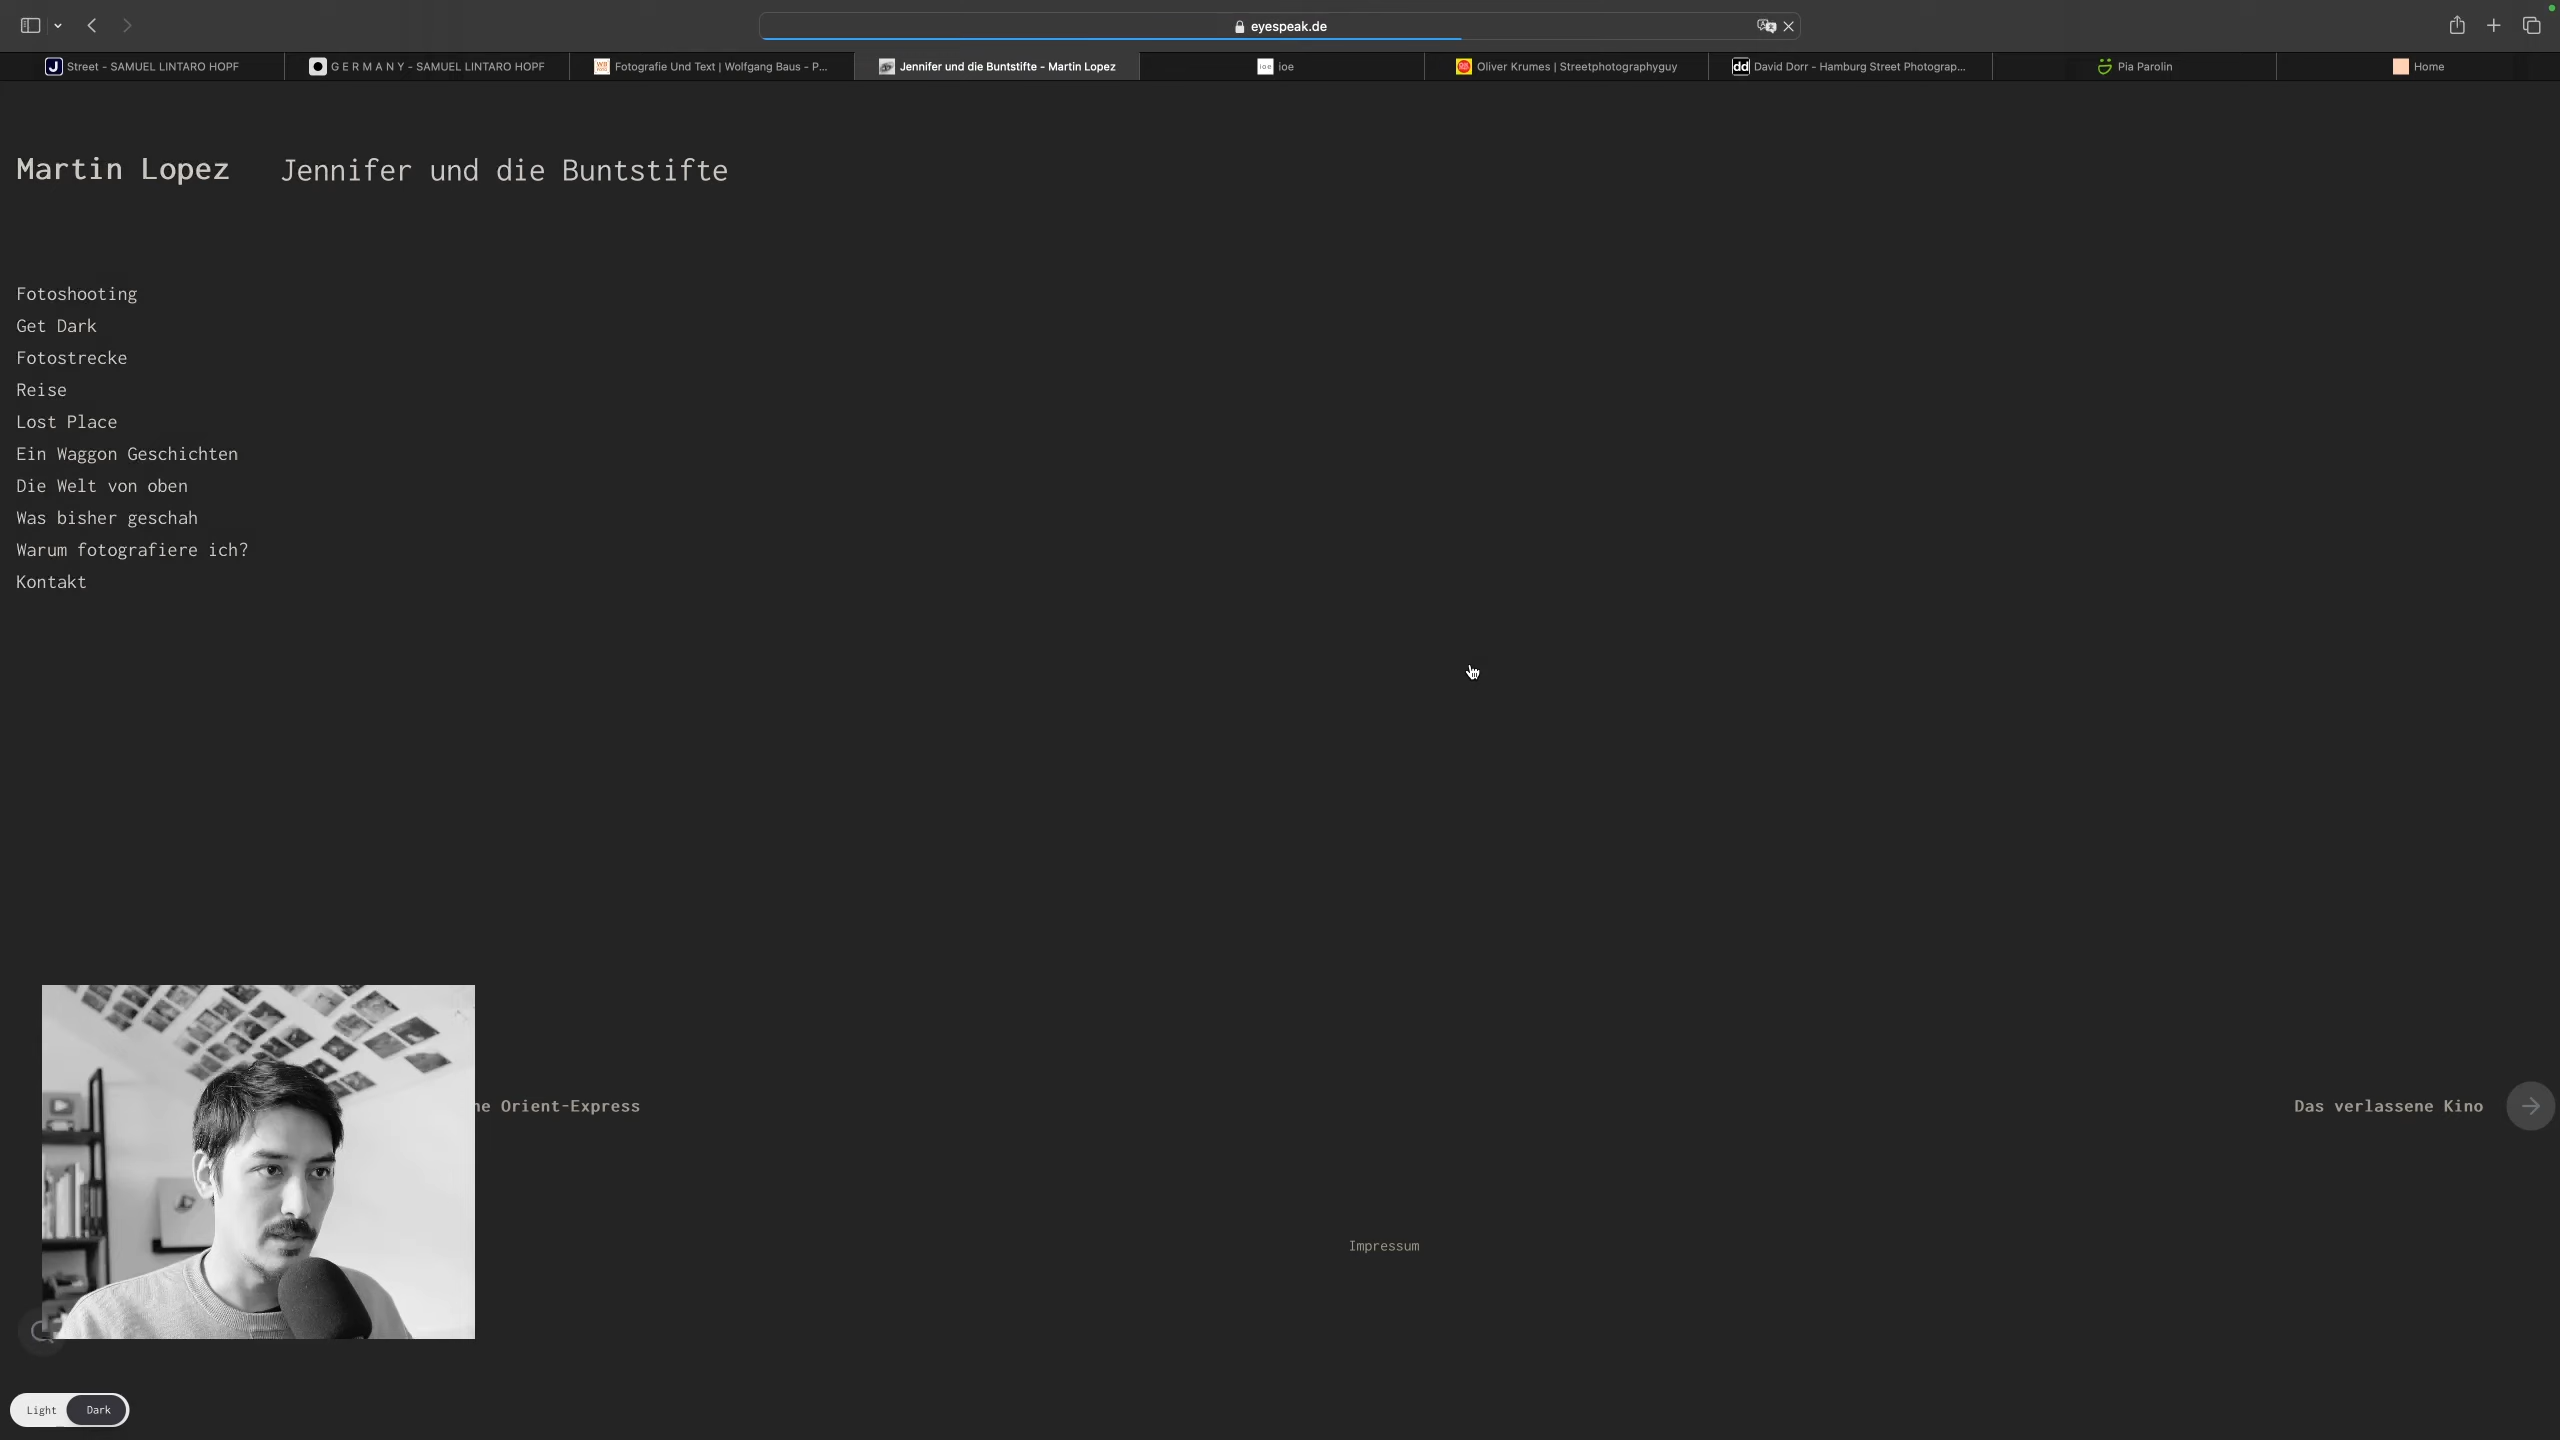 eyespeak.de
Street - SAMUEL LINTARO HOPF
G E R M A N Y - SAMUEL LINTARO HOPF
Fotografie Und Text | Wolfgang Baus - P...
Jennifer und die Buntstifte - Martin Lopez
ioe ioe
Oliver Krumes | Streetphotographyguy
dd David Dorr - Hamburg Street Photograp...
Pia Parolin
Home
Martin Lopez Jennifer und die Buntstifte
Fotoshooting
Get Dark
Fotostrecke
Reise
Lost Place
Ein Waggon Geschichten
Die Welt von oben
Was bisher geschah
Warum fotografiere ich?
Kontakt
ne Orient-Express
Das verlassene Kino
Impressum
Light Dark